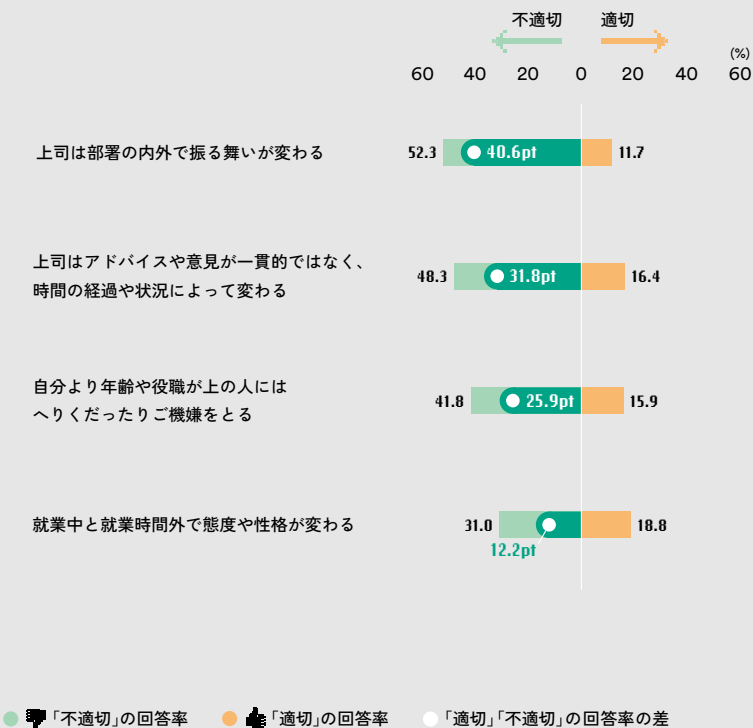 不適切 適切
(%)
60 40 20 0 20 40 60
上司は部署の内外で振る舞いが変わる 52.3 40.6pt 11.7
上司はアドバイスや意見が一貫的ではなく、
時間の経過や状況によって変わる 48.3 31.8pt 16.4
自分より年齢や役職が上の人には
へりくだったりご機嫌をとる 41.8 25.9pt 15.9
就業中と就業時間外で態度や性格が変わる 31.0 18.8
12.2pt
「不適切」の回答率 「適切」の回答率 「適切」「不適切」の回答率の差